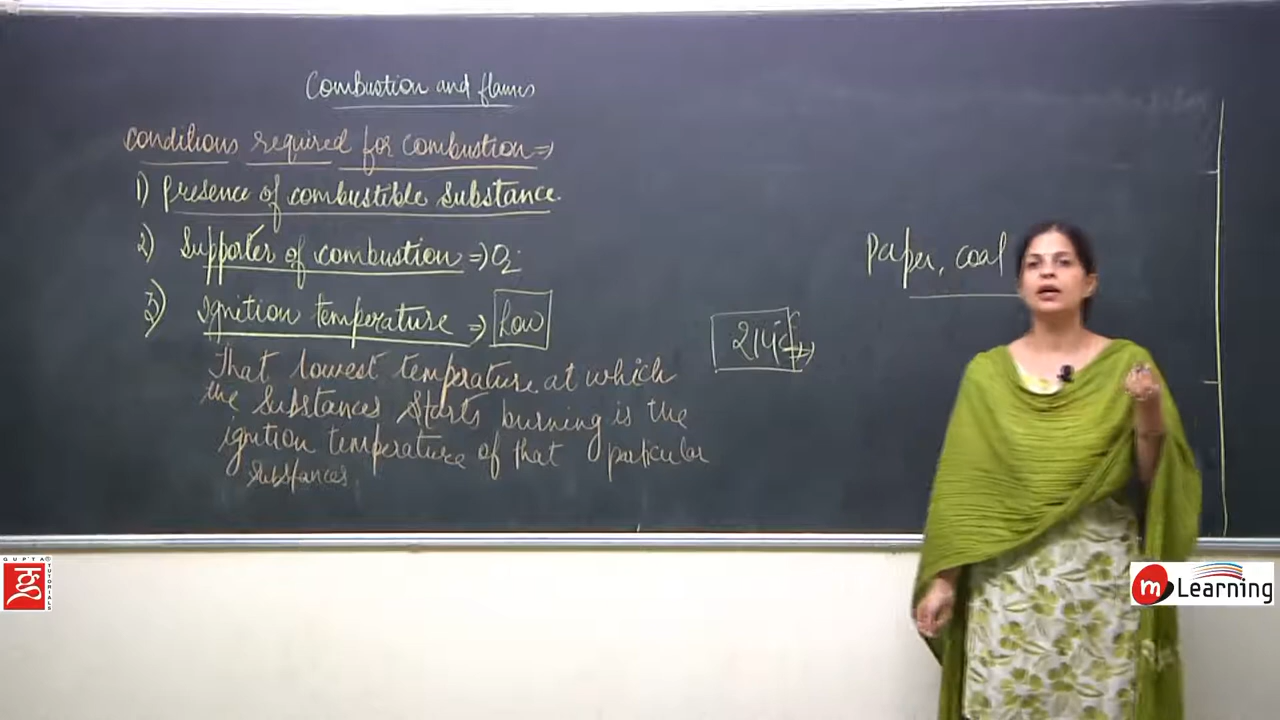 Combustion and flames
Conditions required for combustion ⇒
1) Presence of combustible substance.
2) Supporter of combustion ⇒ O₂
3) Ignition temperature ⇒ Low
That lowest temperature at which
the substances starts burning is the
ignition temperature of that particular
substances
Paper, coal
GUPTA
TUTORIALS
m Learning